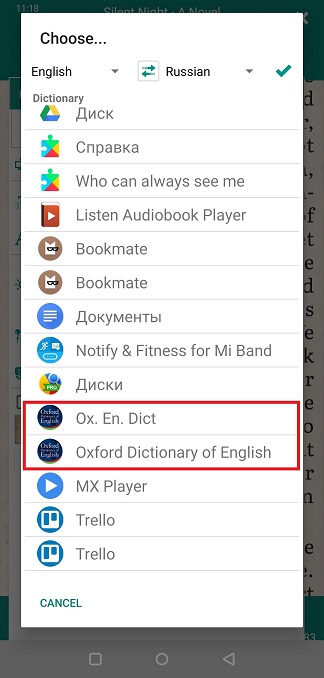 11:18
Silent Night - A Novel
Choose...
English
Russian
Dictionary
Диск
Справка
Who can always see me
Listen Audiobook Player
Bookmate
Bookmate
Документы
Notify & Fitness for Mi Band
Диски
Ox. En. Dict
Oxford Dictionary of English
MX Player
Trello
Trello
CANCEL